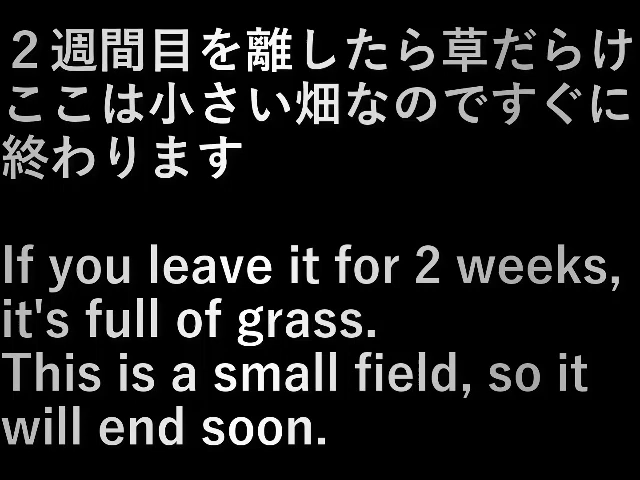 ２週間目を離したら草だらけ
ここは小さい畑なのですぐに
終わります
If you leave it for 2 weeks,
it's full of grass.
This is a small field, so it
will end soon.